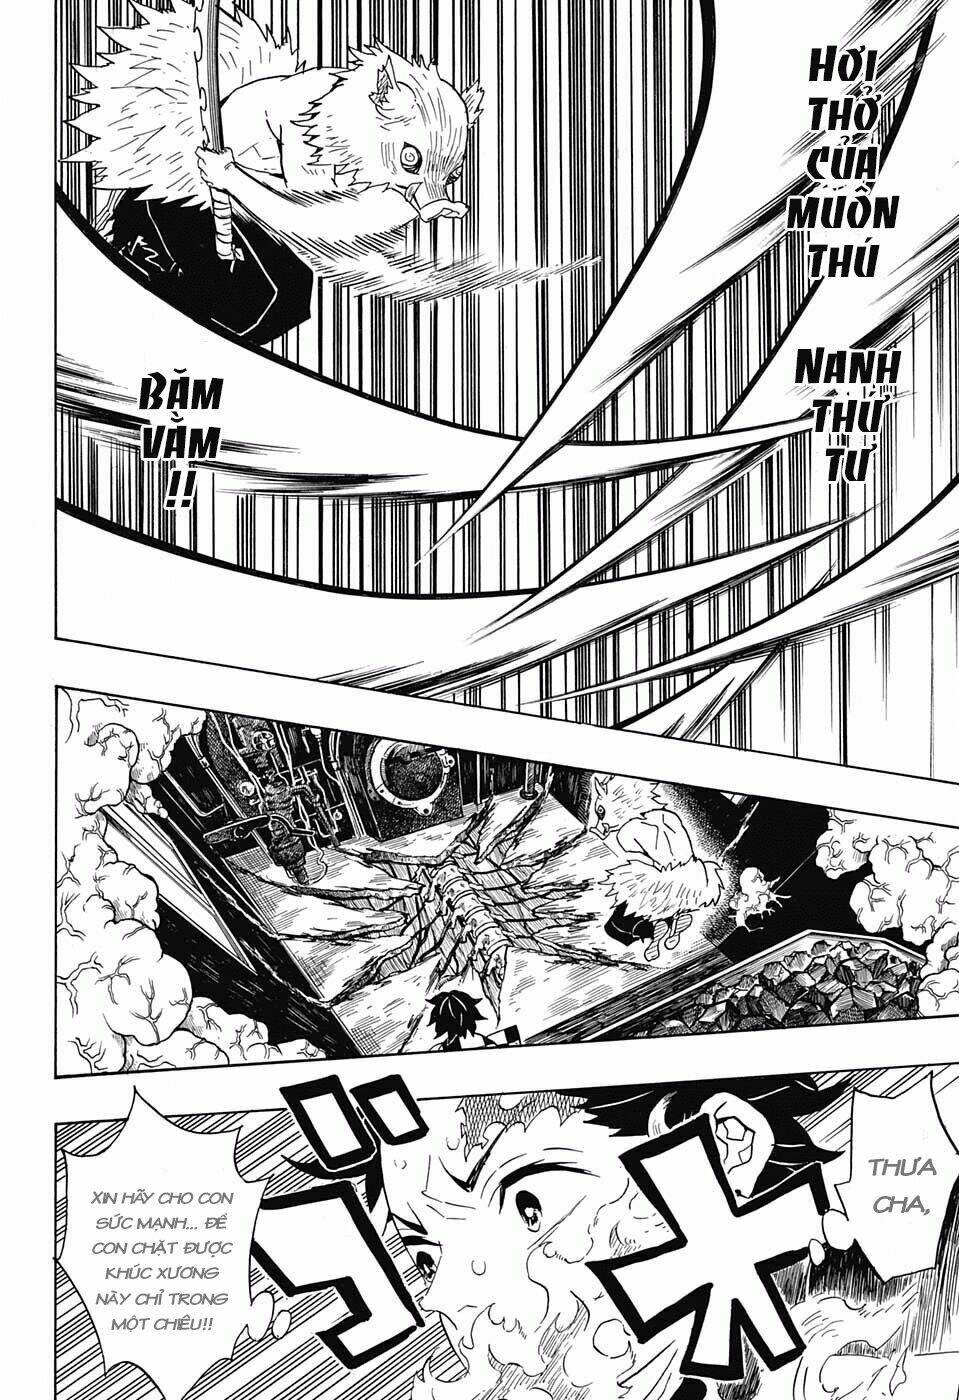 HƠI
THỞ
CỦA
MUÔN
THÚ
NANH
THỨ
TƯ
BĂM
VẰM
!!
THƯA
CHA,
XIN HÃY CHO CON
SỨC MẠNH... ĐỀ
CON CHẶT ĐƯỢC
KHÚC XƯƠNG
NÀY CHỈ TRONG
MỘT CHIÊU!!